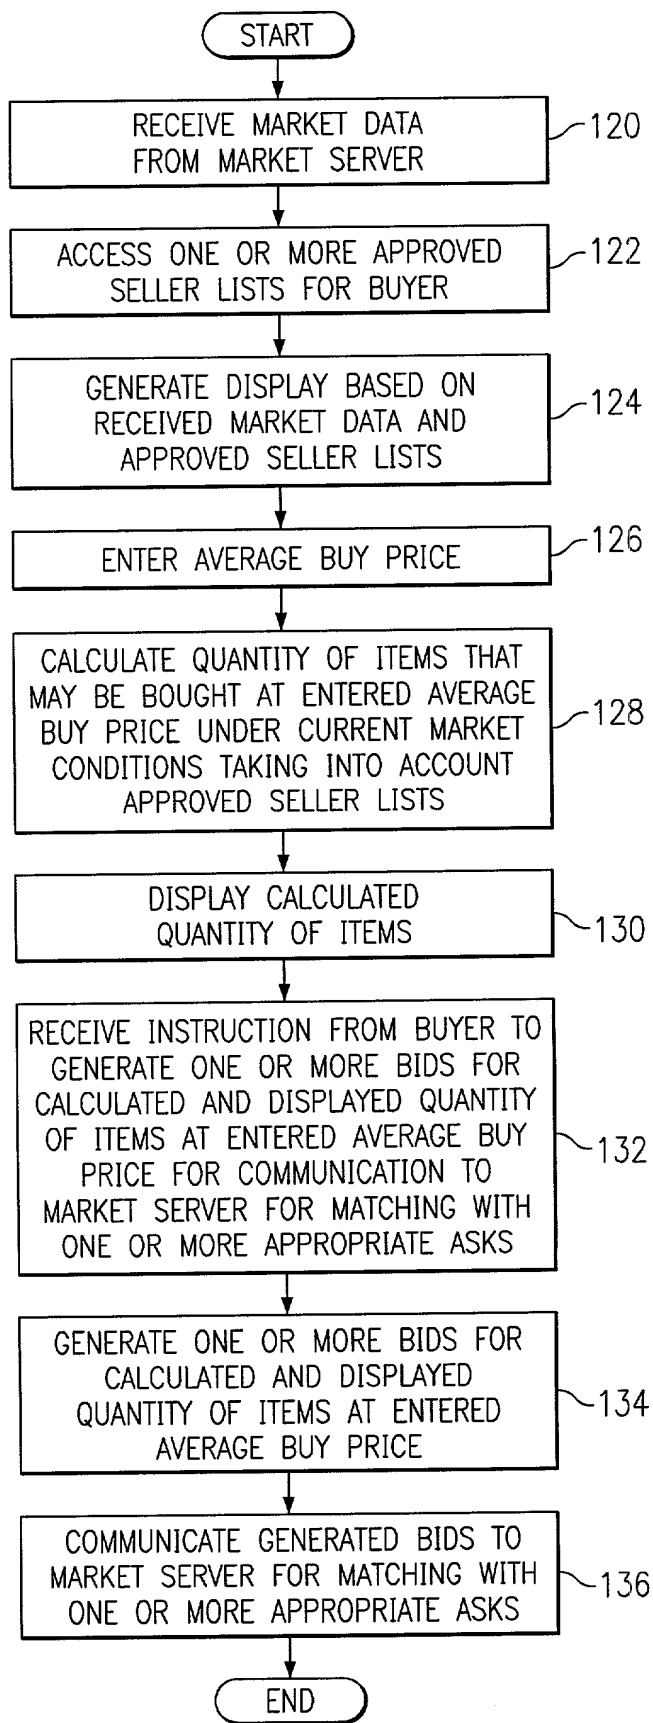 START
RECEIVE MARKET DATA
FROM MARKET SERVER
120
ACCESS ONE OR MORE APPROVED
SELLER LISTS FOR BUYER
122
GENERATE DISPLAY BASED ON
RECEIVED MARKET DATA AND
APPROVED SELLER LISTS
124
ENTER AVERAGE BUY PRICE
126
CALCULATE QUANTITY OF ITEMS THAT
MAY BE BOUGHT AT ENTERED AVERAGE
BUY PRICE UNDER CURRENT MARKET
CONDITIONS TAKING INTO ACCOUNT
APPROVED SELLER LISTS
128
DISPLAY CALCULATED
QUANTITY OF ITEMS
130
RECEIVE INSTRUCTION FROM BUYER TO
GENERATE ONE OR MORE BIDS FOR
CALCULATED AND DISPLAYED QUANTITY
OF ITEMS AT ENTERED AVERAGE BUY
PRICE FOR COMMUNICATION TO
MARKET SERVER FOR MATCHING WITH
ONE OR MORE APPROPRIATE ASKS
132
GENERATE ONE OR MORE BIDS FOR
CALCULATED AND DISPLAYED
QUANTITY OF ITEMS AT ENTERED
AVERAGE BUY PRICE
134
COMMUNICATE GENERATED BIDS TO
MARKET SERVER FOR MATCHING WITH
ONE OR MORE APPROPRIATE ASKS
136
END